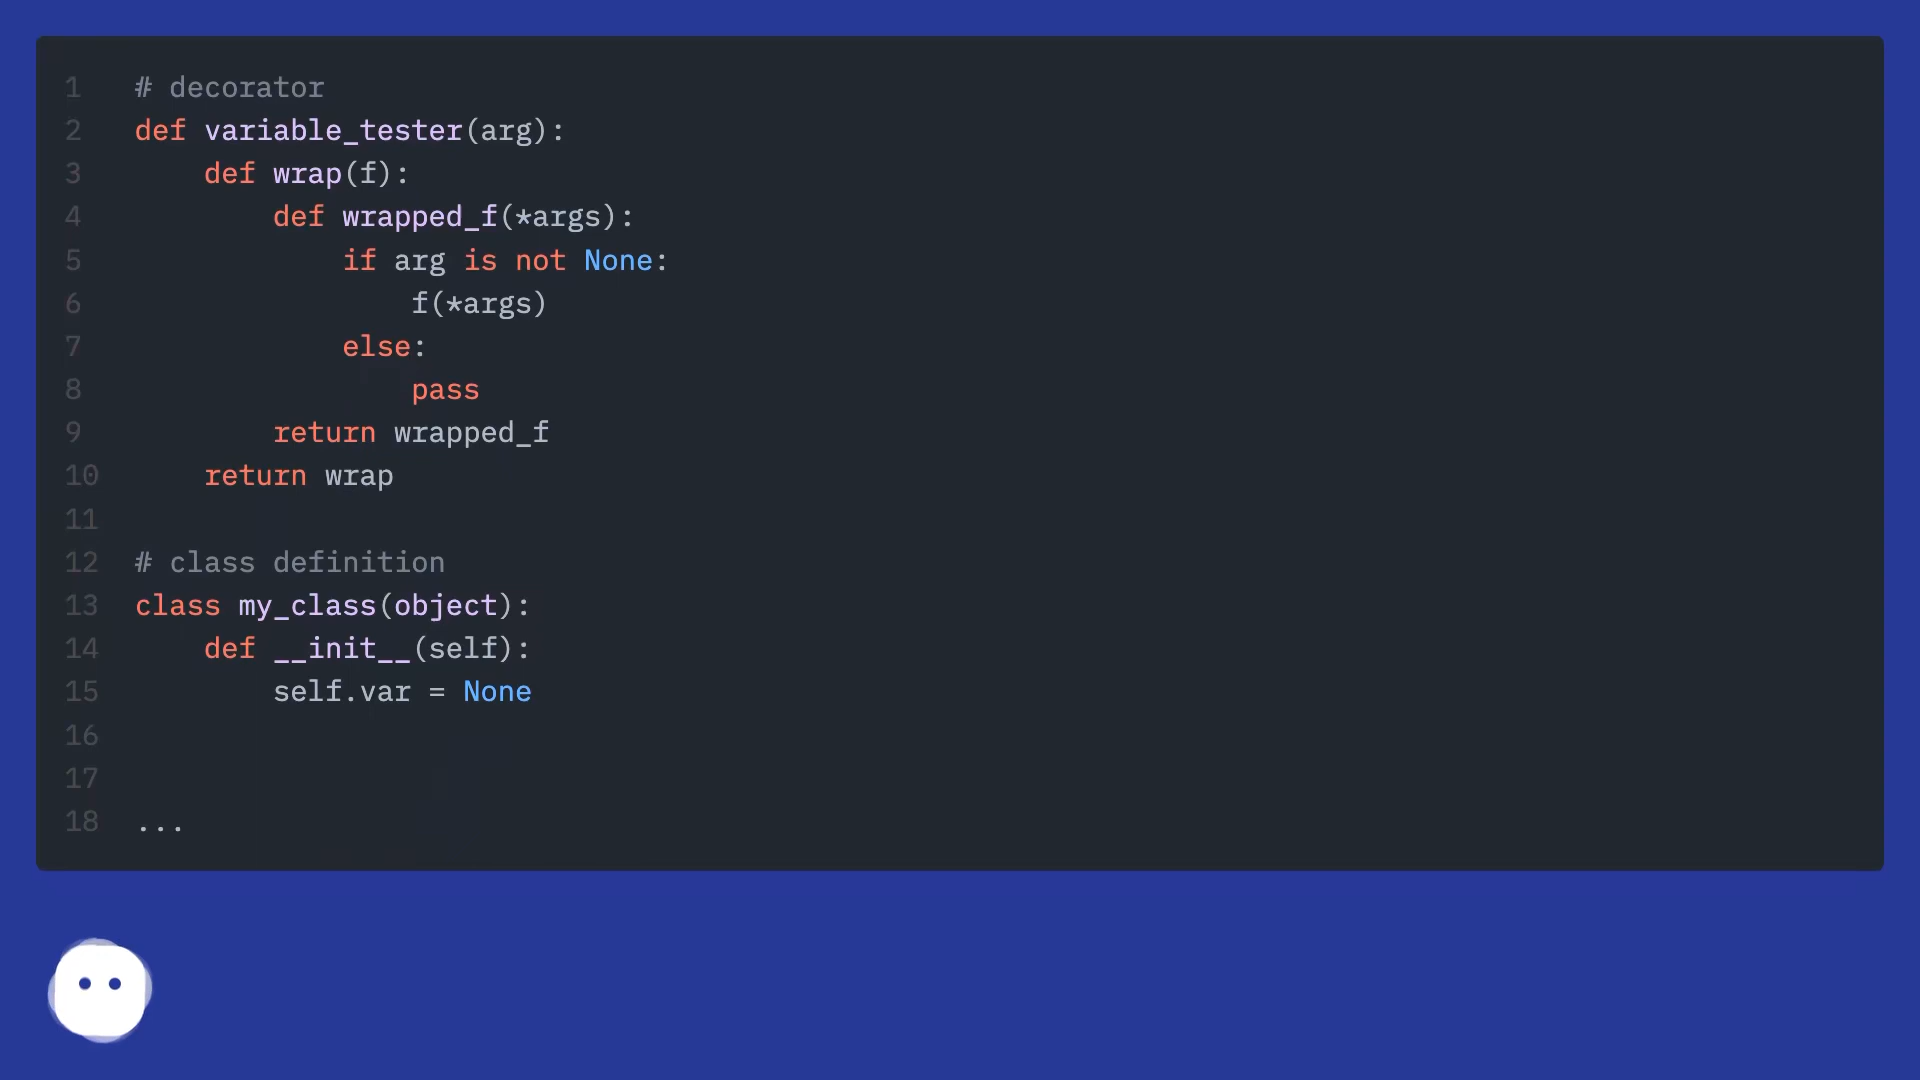 1 # decorator
2 def variable_tester(arg):
3     def wrap(f):
4         def wrapped_f(*args):
5             if arg is not None:
6                 f(*args)
7             else:
8                 pass
9         return wrapped_f
10     return wrap
11
12 # class definition
13 class my_class(object):
14     def __init__(self):
15         self.var = None
16
17
18 ...